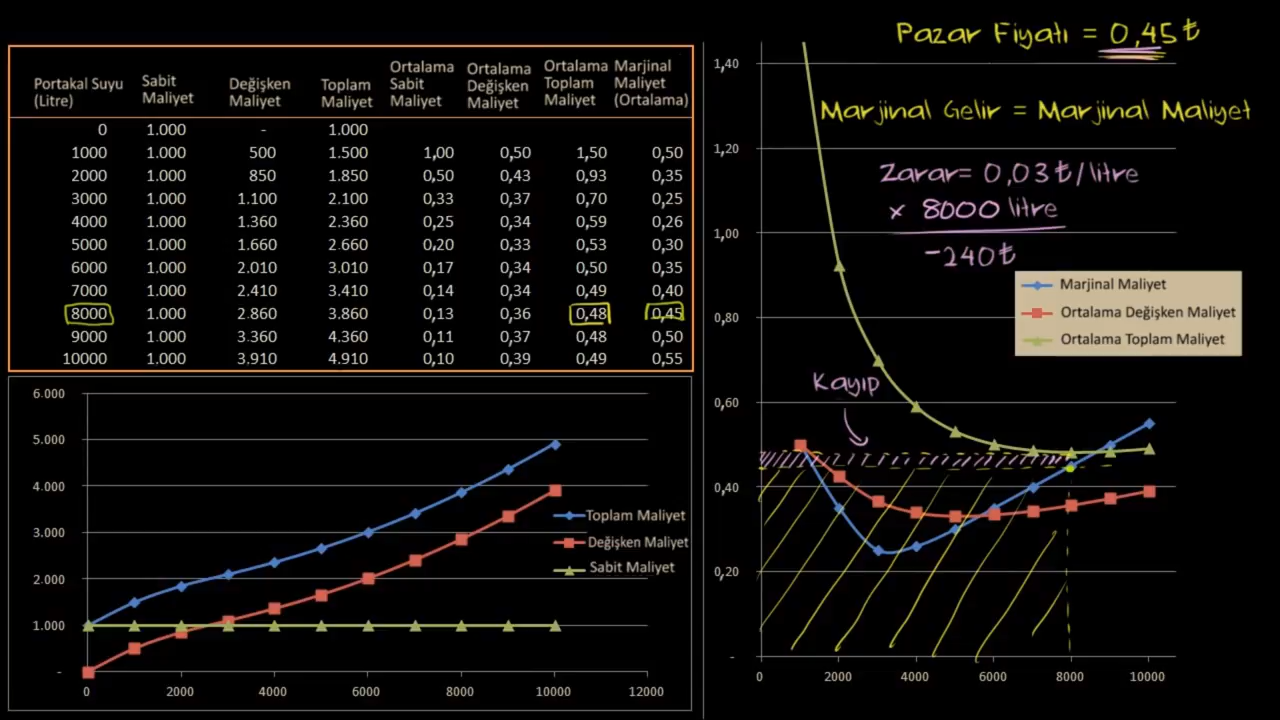 Pazar Fiyatı = 0,45₺
Marjinal Gelir = Marjinal Maliyet
Zarar= 0,03₺/litre
x 8000 litre
-240₺
Kayıp
Portakal Suyu (Litre) Sabit Maliyet Değişken Maliyet Toplam Maliyet Ortalama Sabit Maliyet Ortalama Değişken Maliyet Ortalama Toplam Maliyet Marjinal Maliyet (Ortalama)
0 1.000 - 1.000
1000 1.000 500 1.500 1,00 0,50 1,50 0,50
2000 1.000 850 1.850 0,50 0,43 0,93 0,35
3000 1.000 1.100 2.100 0,33 0,37 0,70 0,25
4000 1.000 1.360 2.360 0,25 0,34 0,59 0,26
5000 1.000 1.660 2.660 0,20 0,33 0,53 0,30
6000 1.000 2.010 3.010 0,17 0,34 0,50 0,35
7000 1.000 2.410 3.410 0,14 0,34 0,49 0,40
8000 1.000 2.860 3.860 0,13 0,36 0,48 0,45
9000 1.000 3.360 4.360 0,11 0,37 0,48 0,50
10000 1.000 3.910 4.910 0,10 0,39 0,49 0,55
6.000
5.000
4.000
3.000
2.000
1.000
-
0 2000 4000 6000 8000 10000 12000
Toplam Maliyet
Değişken Maliyet
Sabit Maliyet
1,40
1,20
1,00
0,80
0,60
0,40
0,20
-
0 2000 4000 6000 8000 10000
Marjinal Maliyet
Ortalama Değişken Maliyet
Ortalama Toplam Maliyet